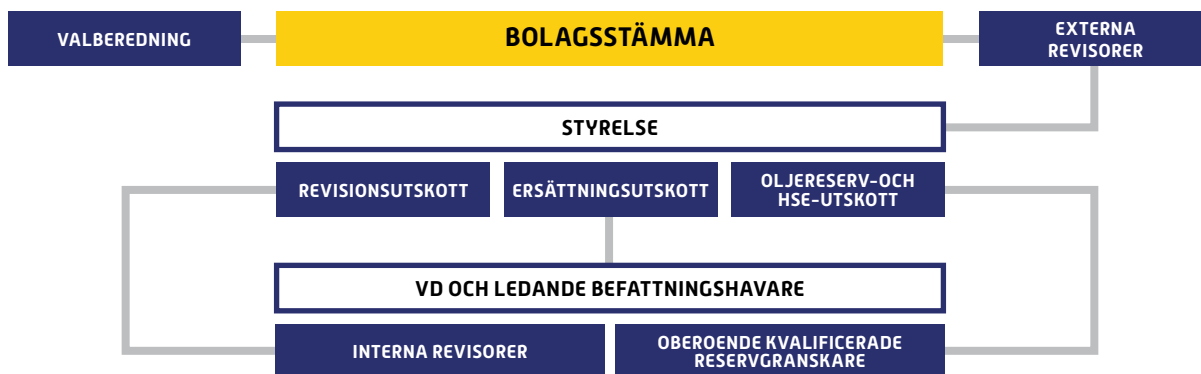 VALBEREDNING
BOLAGSSTÄMMA
EXTERNA
REVISORER
STYRELSE
REVISIONSUTSKOTT
ERSÄTTNINGSUTSKOTT
OLJERESERV-OCH
HSE-UTSKOTT
VD OCH LEDANDE BEFATTNINGSHAVARE
INTERNA REVISORER
OBEROENDE KVALIFICERADE
RESERVGRANSKARE